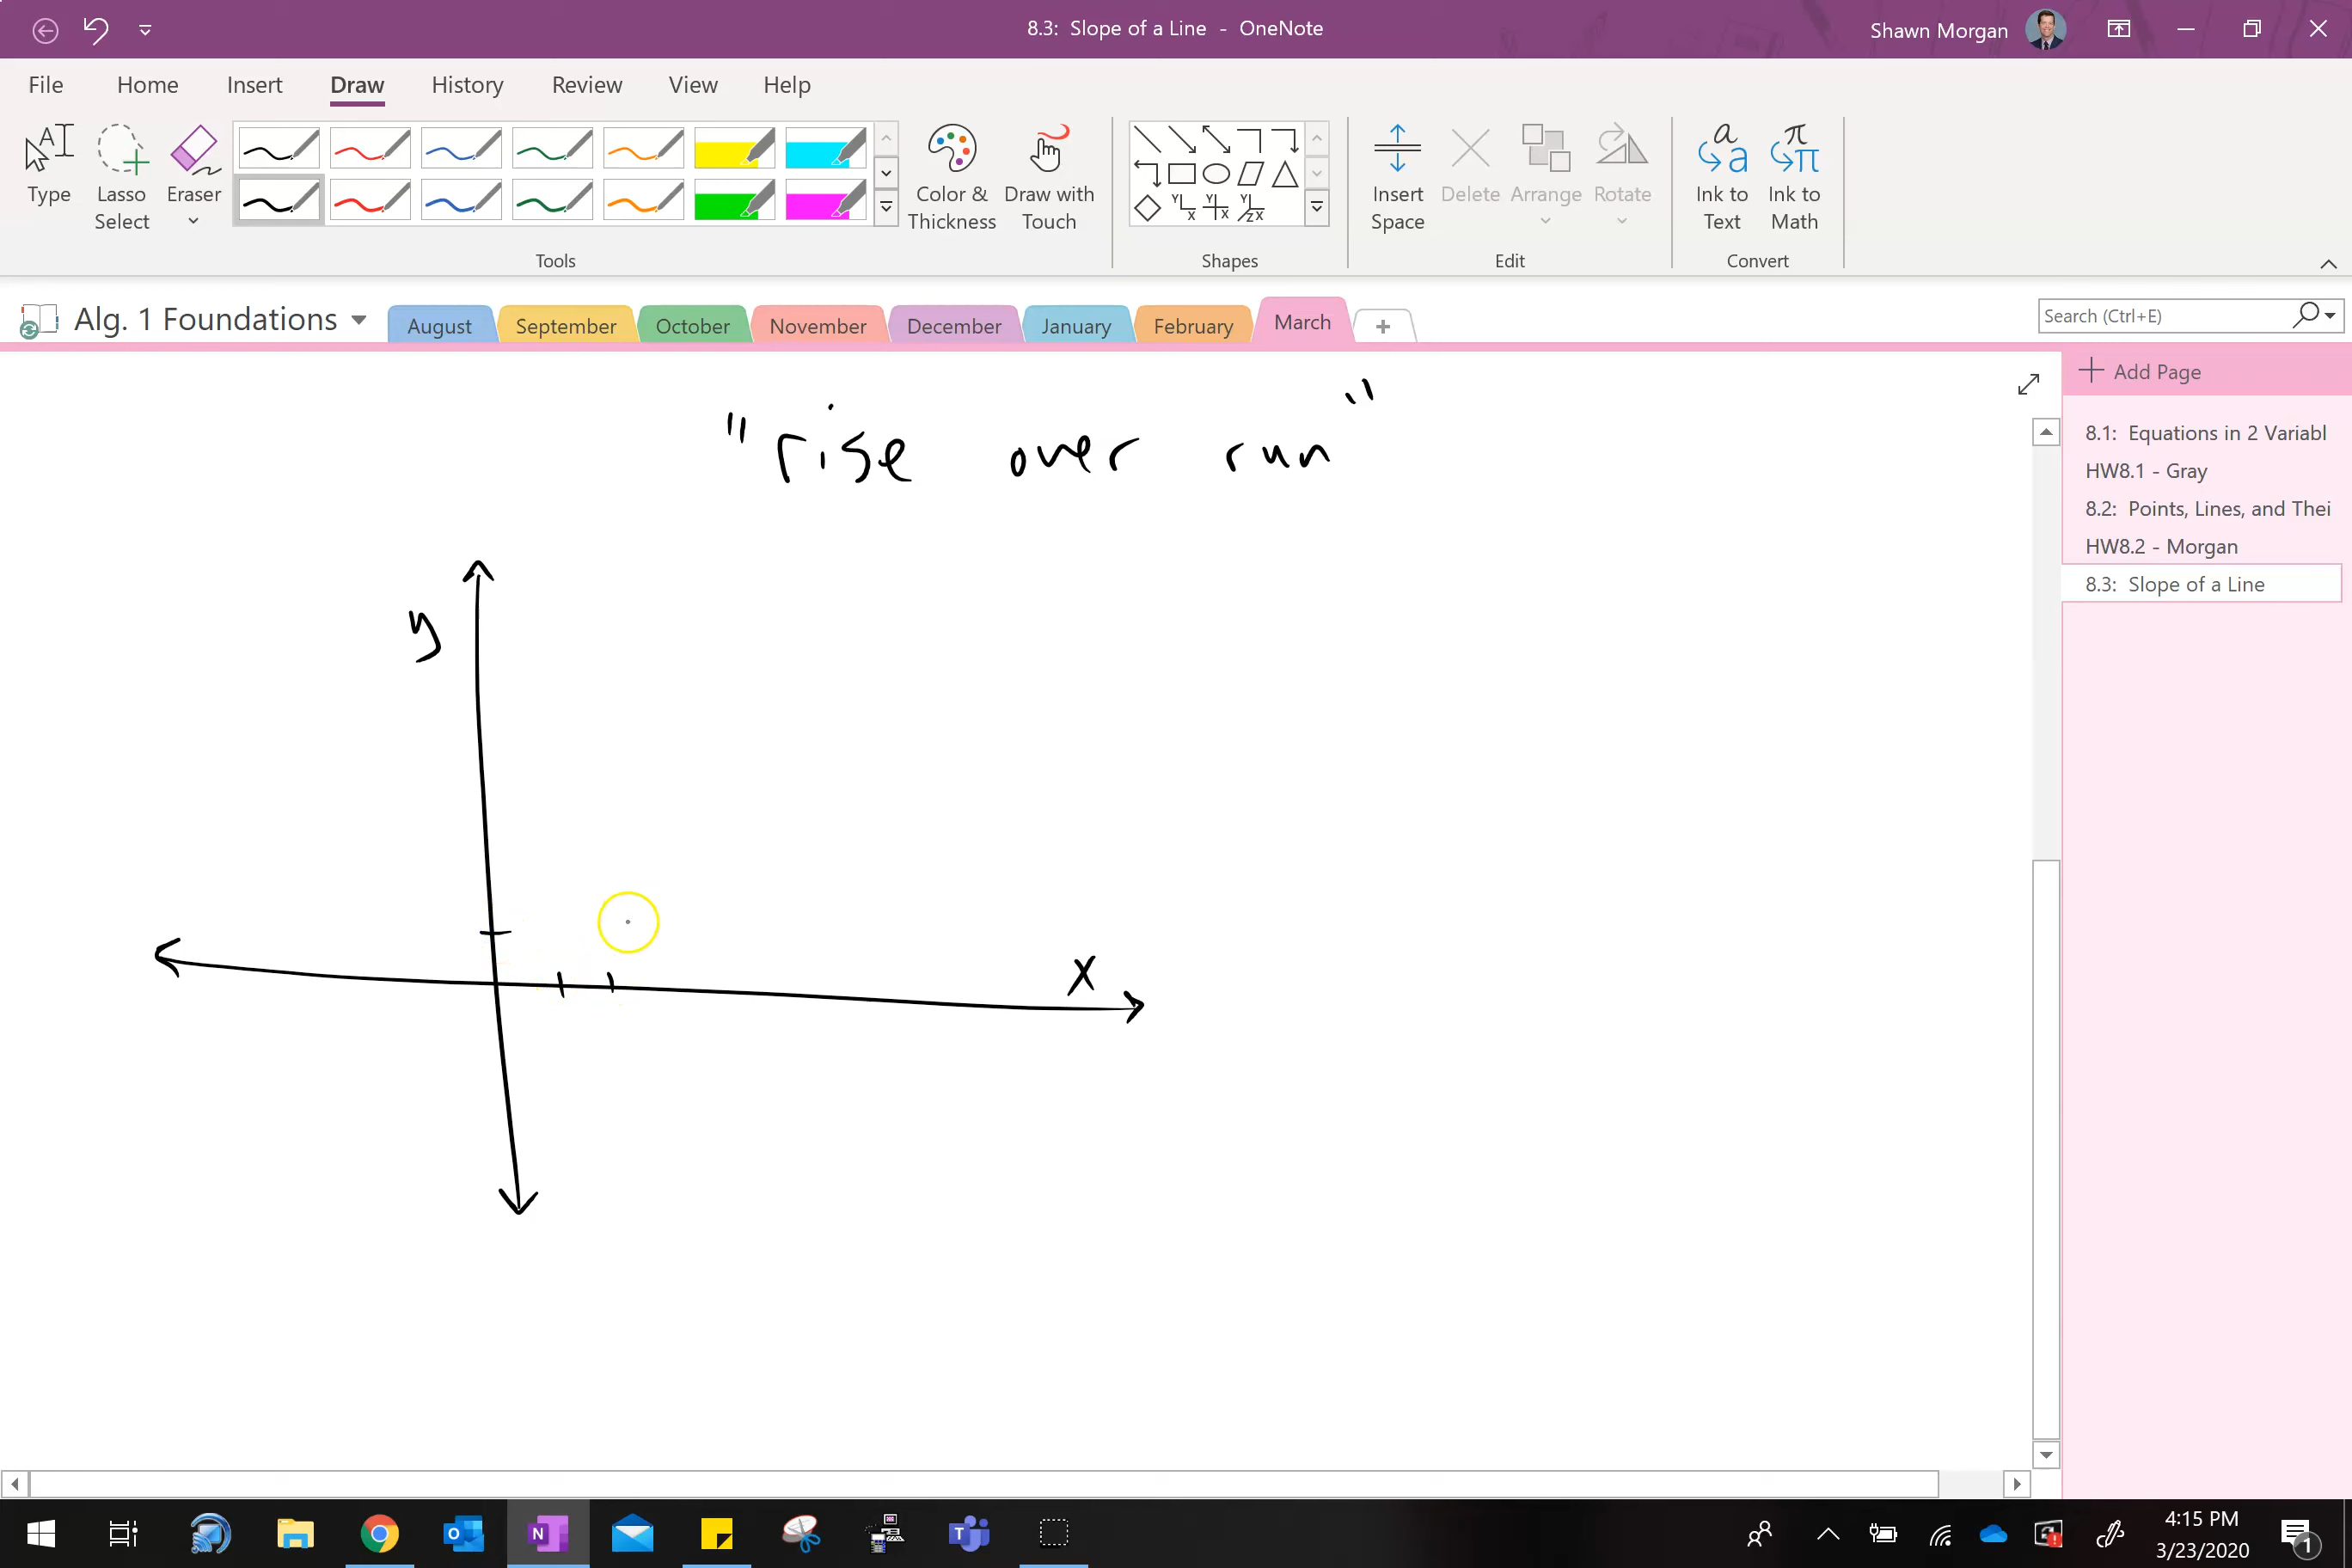 8.3: Slope of a Line - OneNote
Shawn Morgan
File Home Insert Draw History Review View Help
Type
Lasso Select
Eraser
Color & Thickness
Draw with Touch
Tools
Shapes
Insert Space
Delete
Arrange
Rotate
Edit
Ink to Text
Ink to Math
Convert
Alg. 1 Foundations
August September October November December January February March
Search (Ctrl+E)
Add Page
8.1: Equations in 2 Variabl
HW8.1 - Gray
8.2: Points, Lines, and Thei
HW8.2 - Morgan
8.3: Slope of a Line
"rise over run"
y
x
4:15 PM
3/23/2020
1